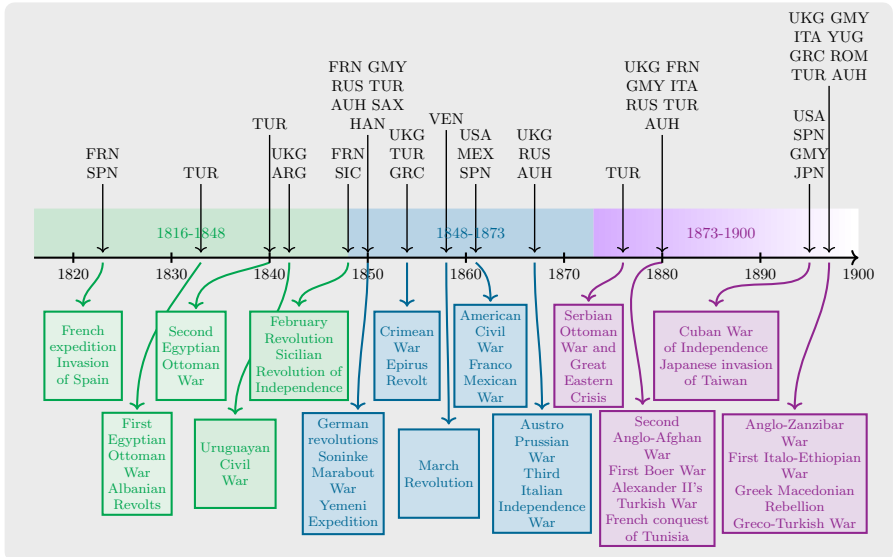 FRN
SPN
TUR
TUR
UKG
ARG
FRN
SIC
FRN GMY
RUS TUR
AUH SAX
HAN
UKG
TUR
GRC
VEN
USA
MEX
SPN
UKG
RUS
AUH
TUR
UKG FRN
GMY ITA
RUS TUR
AUH
USA
SPN
GMY
JPN
UKG GMY
ITA YUG
GRC ROM
TUR AUH
1816-1848
1848-1873
1873-1900
1820
1830
1840
1850
1860
1870
1880
1890
1900
French
expedition
Invasion
of Spain
First
Egyptian
Ottoman
War
Albanian
Revolts
Second
Egyptian
Ottoman
War
Uruguayan
Civil
War
February
Revolution
Sicilian
Revolution of
Independence
German
revolutions
Soninke
Marabout
War
Yemeni
Expedition
Crimean
War
Epirus
Revolt
March
Revolution
American
Civil
War
Franco
Mexican
War
Austro
Prussian
War
Third
Italian
Independence
War
Serbian
Ottoman
War and
Great
Eastern
Crisis
Second
Anglo-Afghan
War
First Boer War
Alexander II's
Turkish War
French conquest
of Tunisia
Cuban War
of Independence
Japanese invasion
of Taiwan
Anglo-Zanzibar
War
First Italo-Ethiopian
War
Greek Macedonian
Rebellion
Greco-Turkish War